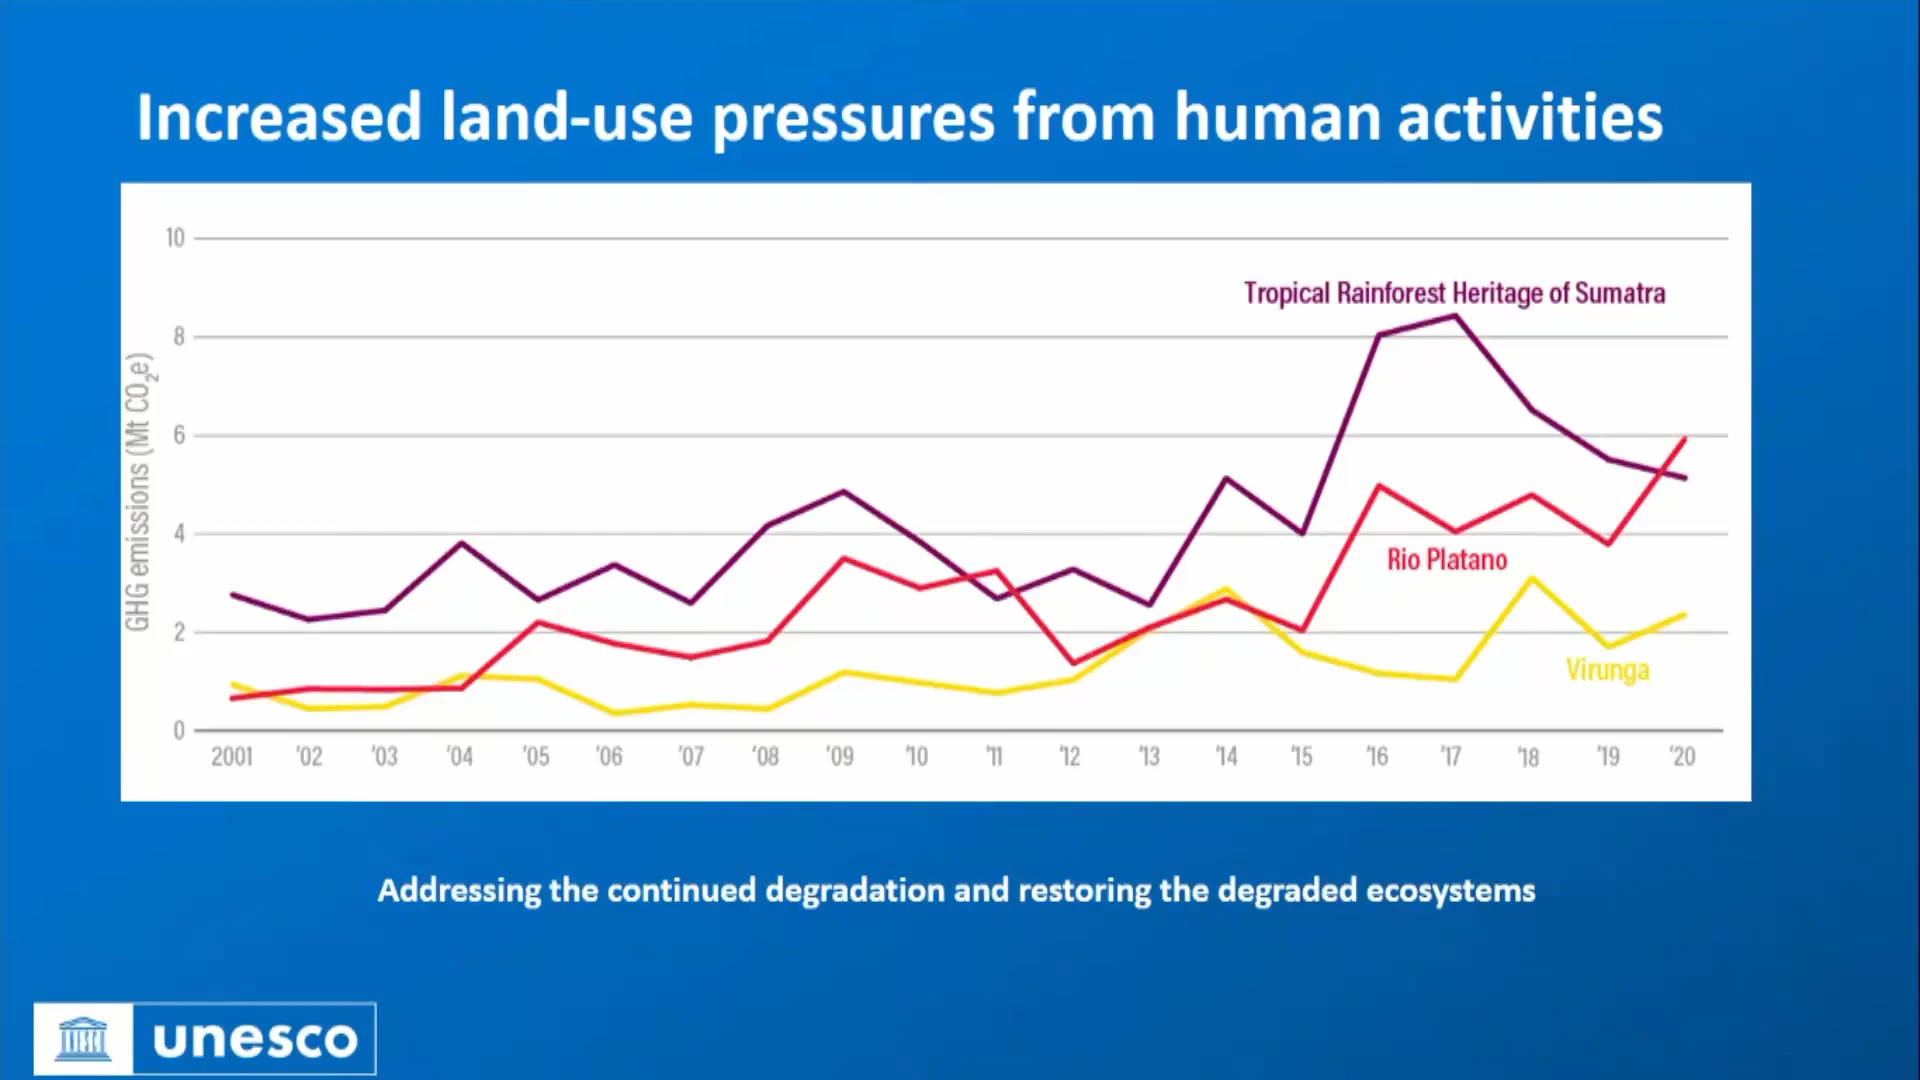 Increased land-use pressures from human activities
10
8
6
4
2
0
GHG emissions (Mt CO₂e)
Tropical Rainforest Heritage of Sumatra
Rio Platano
Virunga
2001 '02 '03 '04 '05 '06 '07 '08 '09 '10 '11 '12 '13 '14 '15 '16 '17 '18 '19 '20
Addressing the continued degradation and restoring the degraded ecosystems
unesco